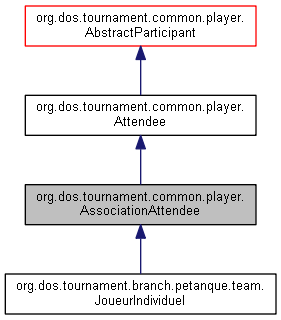 org.dos.tournament.common.player.
AbstractParticipant
org.dos.tournament.common.player.
Attendee
org.dos.tournament.common.player.
AssociationAttendee
org.dos.tournament.branch.petanque.team.
JoueurIndividuel